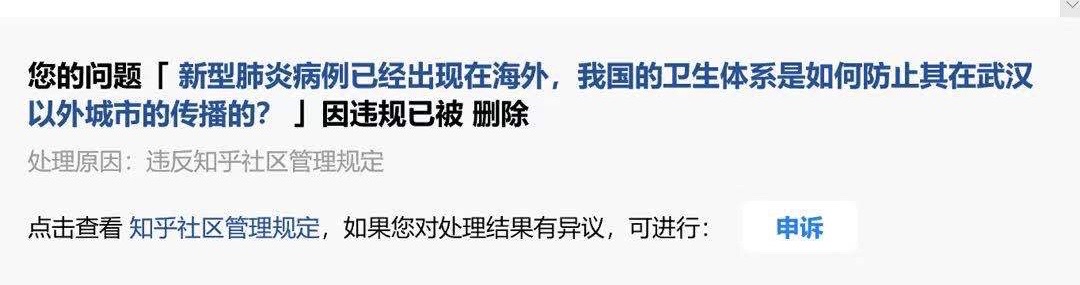 您的问题「 新型肺炎病例已经出现在海外，我国的卫生体系是如何防止其在武汉
以外城市的传播的？ 」因违规已被 删除
处理原因：违反知乎社区管理规定
点击查看 知乎社区管理规定，如果您对处理结果有异议，可进行： 申诉